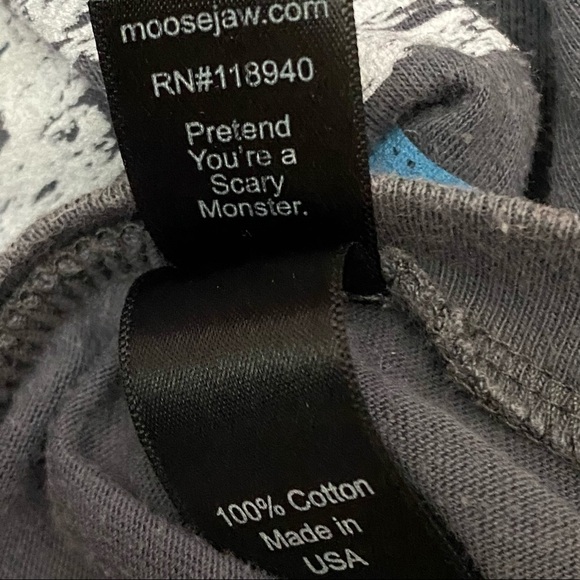 moosejaw.com
RN#118940
Pretend
You're a
Scary
Monster.
100% Cotton
Made in
USA